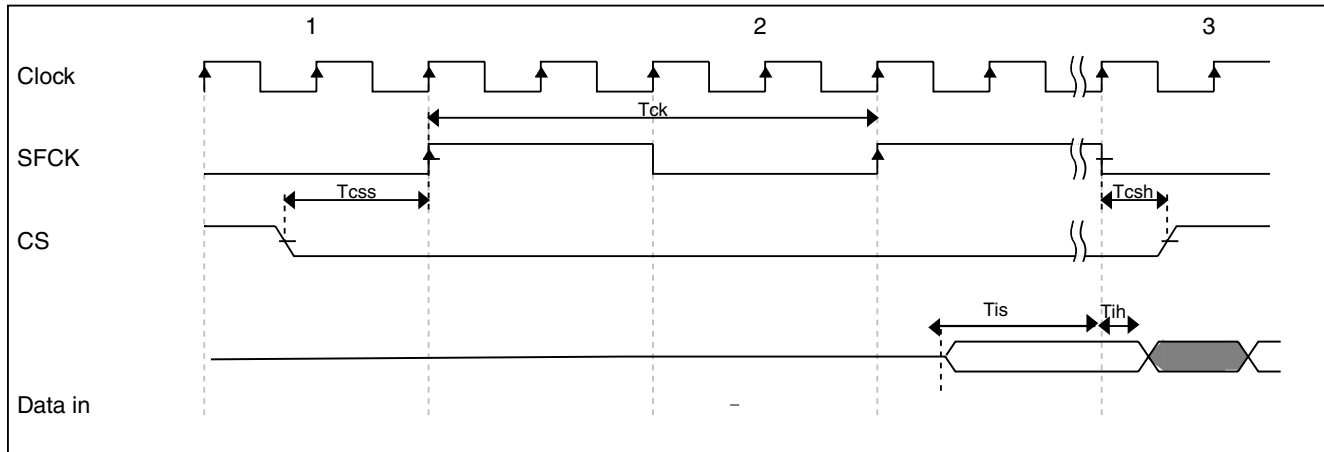 1 2 3
Clock
Tck
SFCK
Tcss Tcsh
CS
Tis Tih
Data in